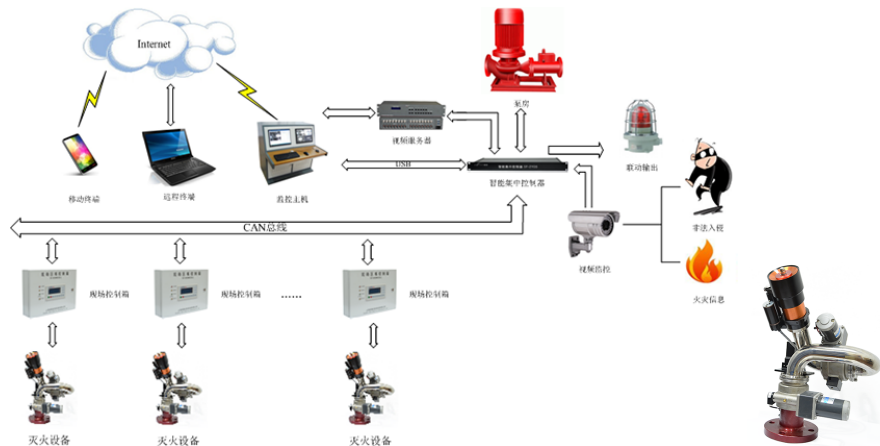 Internet
泵房
视频服务器
联动输出
USB
智能集中控制器
移动终端
远程终端
监控主机
CAN总线
非法入侵
视频监控
火灾信息
现场控制箱
现场控制箱
……
现场控制箱
灭火设备
灭火设备
灭火设备